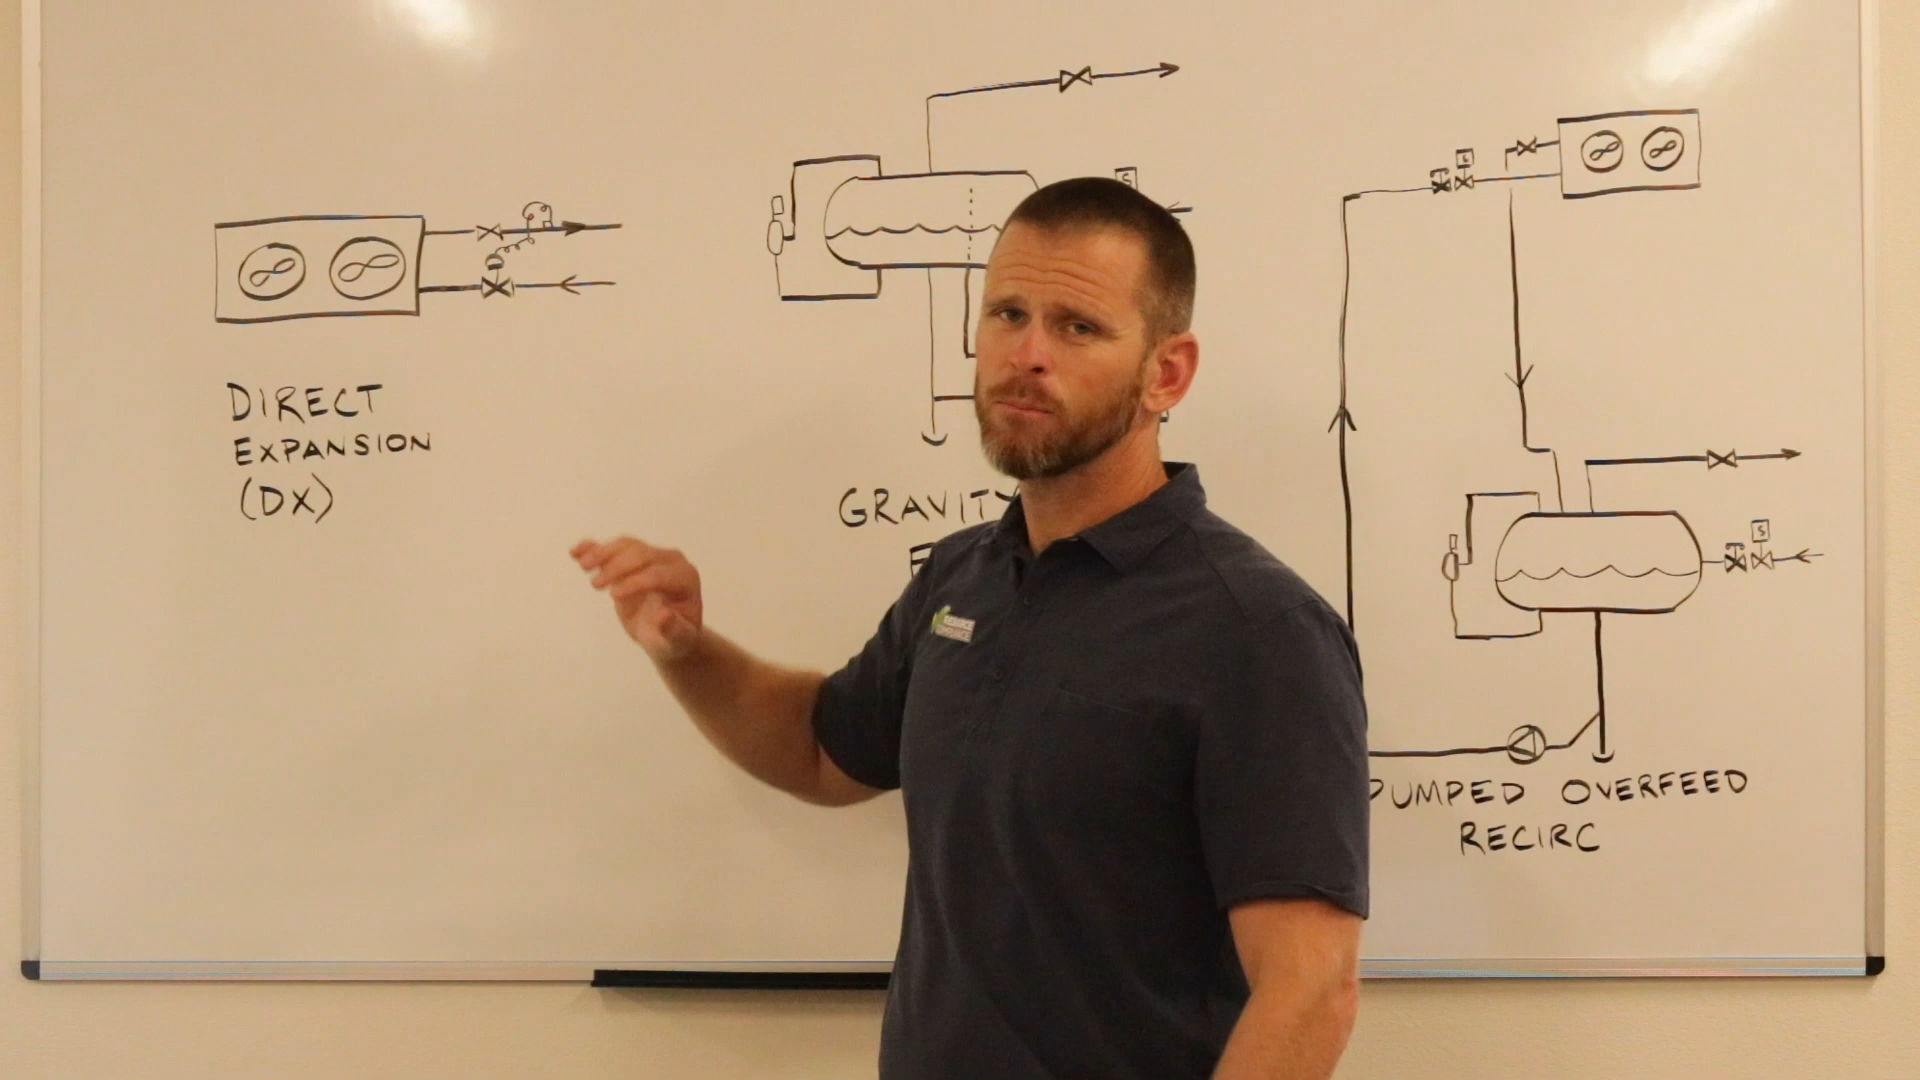 DIRECT
EXPANSION
(DX)
GRAVITY
F
S
S
S
PUMPED OVERFEED
RECIRC